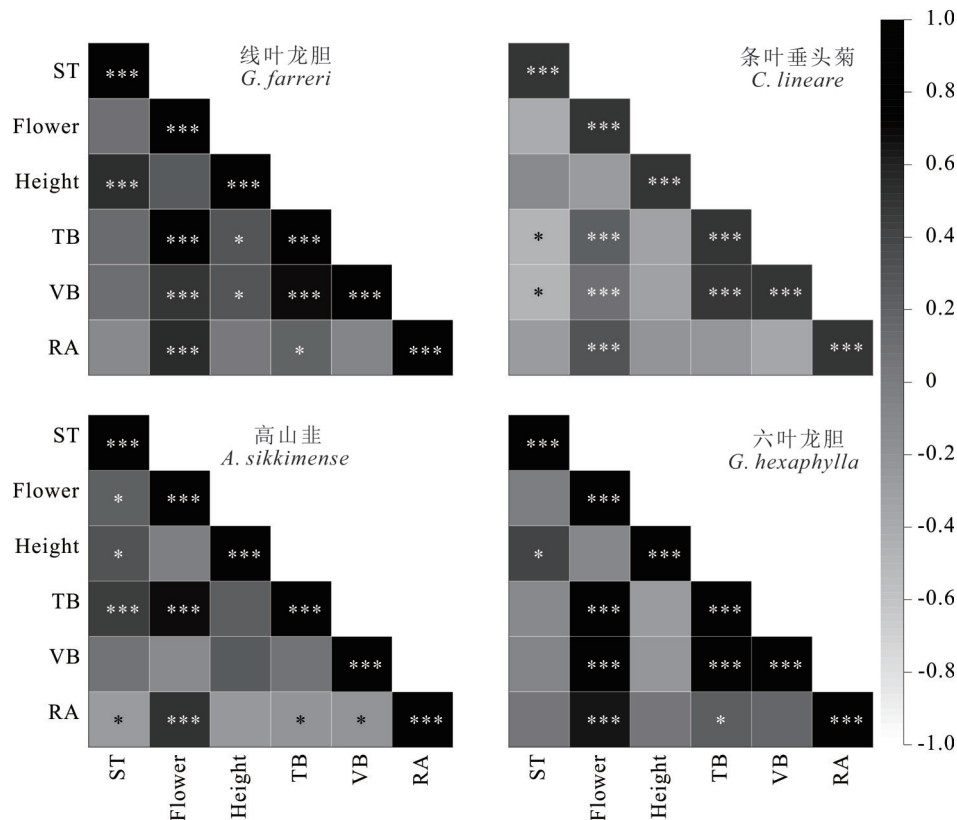 线叶龙胆
G. farreri
ST ***
Flower ***
Height *** ***
TB *** * ***
VB *** * *** ***
RA *** * ***
条叶垂头菊
C. lineare
***
***
***
* *** ***
* *** *** ***
*** ***
高山韭
A. sikkimense
ST ***
Flower * ***
Height * ***
TB *** *** ***
VB ***
RA * *** * * ***
ST Flower Height TB VB RA
六叶龙胆
G. hexaphylla
***
***
* ***
*** ***
*** *** ***
*** * ***
ST Flower Height TB VB RA
1.0
0.8
0.6
0.4
0.2
0
-0.2
-0.4
-0.6
-0.8
-1.0